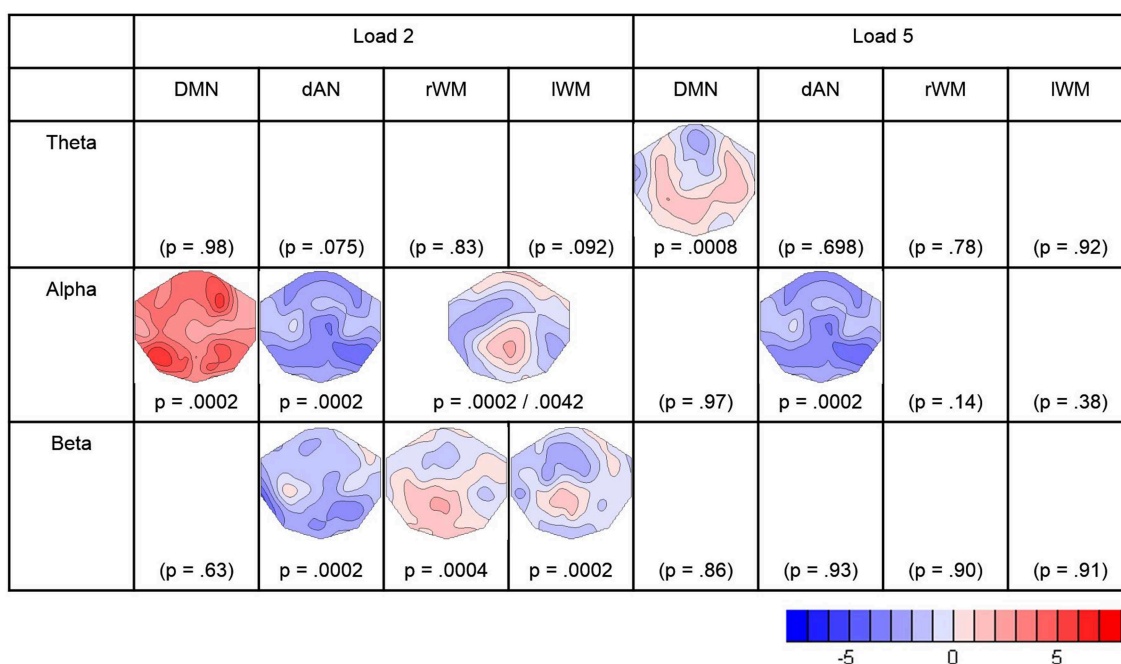 Load 2 Load 5
DMN dAN rWM lWM DMN dAN rWM lWM
Theta
(p = .98) (p = .075) (p = .83) (p = .092) p = .0008 (p = .698) (p = .78) (p = .92)
Alpha
p = .0002 p = .0002 p = .0002 / .0042 (p = .97) p = .0002 (p = .14) (p = .38)
Beta
(p = .63) p = .0002 p = .0004 p = .0002 (p = .86) (p = .93) (p = .90) (p = .91)
-5 0 5